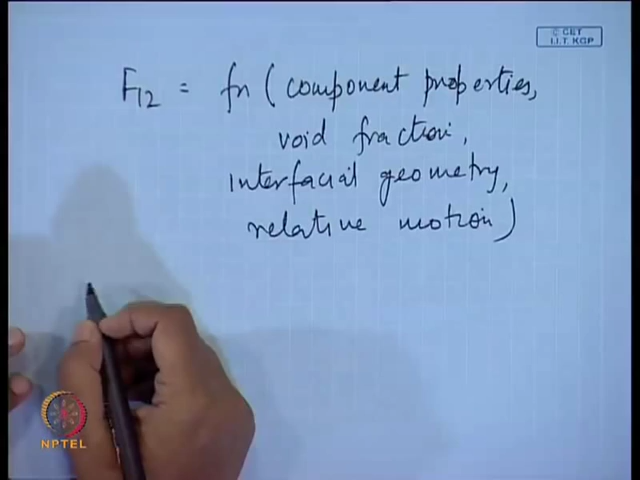 © CET
I.I.T. KGP
F12 = fn ( component properties,
void fraction,
interfacial geometry,
relative motion)
NPTEL